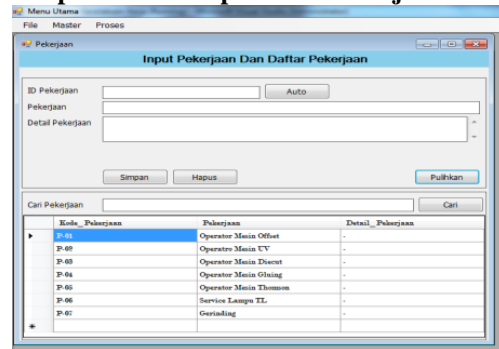 Menu Utama
File Master Proses
Pekerjaan
Input Pekerjaan Dan Daftar Pekerjaan
ID Pekerjaan Auto
Pekerjaan
Detail Pekerjaan
Simpan Hapus Pulihkan
Cari Pekerjaan Cari
Kode_Pekerjaan Pekerjaan Detail_Pekerjaan
P-01 Operator Mesin Offset -
P-02 Operatro Mesin UV -
P-03 Operator Mesin Discut -
P-04 Operator Mesin Gluing -
P-05 Operator Mesin Thomson -
P-06 Service Lampu TL -
P-07 Gerinding -